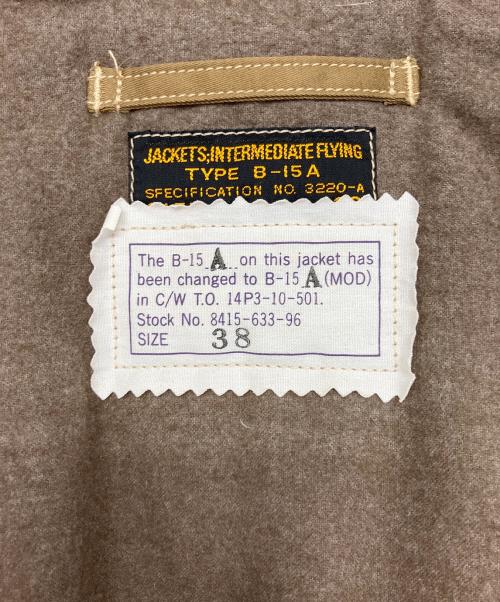 JACKETS;INTERMEDIATE FLYING
TYPE B-15A
SPECIFICATION NO. 3220-A
The B-15 A on this jacket has
been changed to B-15 A (MOD)
in C/W T.O. 14P3-10-501.
Stock No. 8415-633-96
SIZE 38